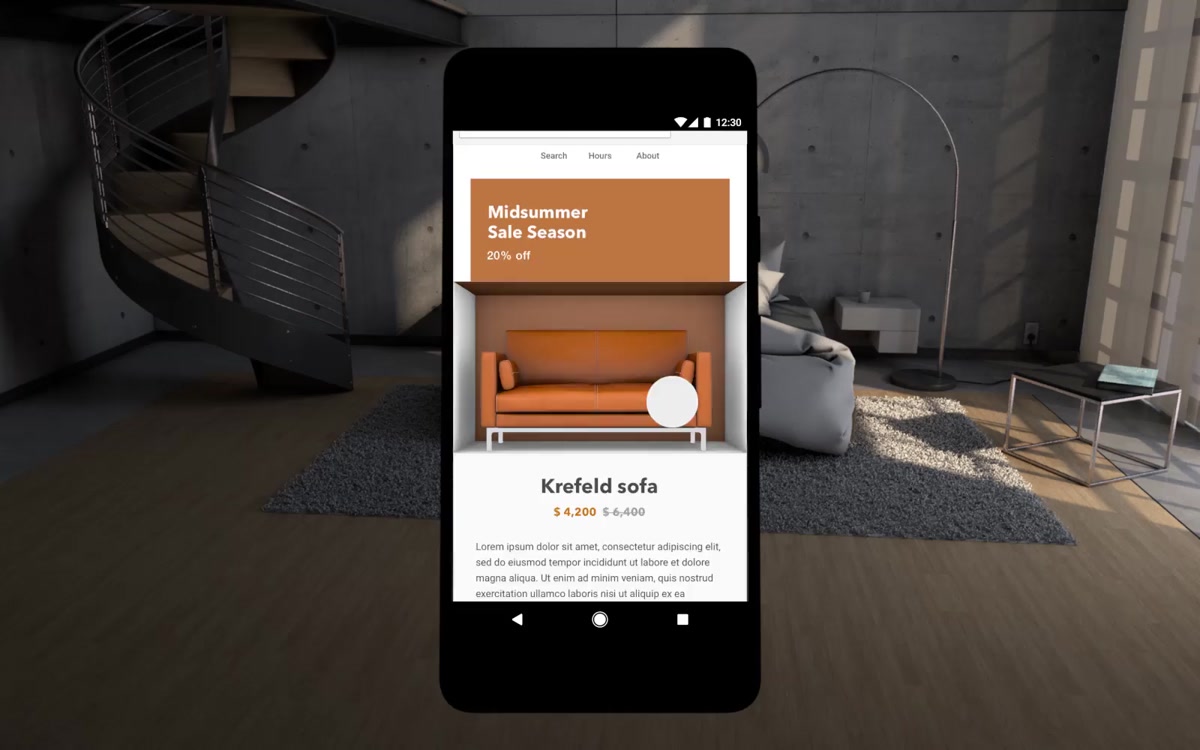 12:30
Search Hours About
Midsummer
Sale Season
20% off
Krefeld sofa
$ 4,200 $ 6,400
Lorem ipsum dolor sit amet, consectetur adipiscing elit,
sed do eiusmod tempor incididunt ut labore et dolore
magna aliqua. Ut enim ad minim veniam, quis nostrud
exercitation ullamco laboris nisi ut aliquip ex ea